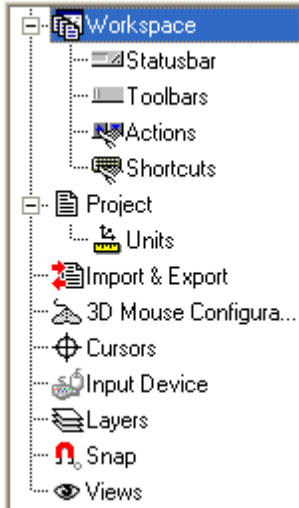 Workspace
Statusbar
Toolbars
Actions
Shortcuts
Project
Units
Import & Export
3D Mouse Configura...
Cursors
Input Device
Layers
Snap
Views